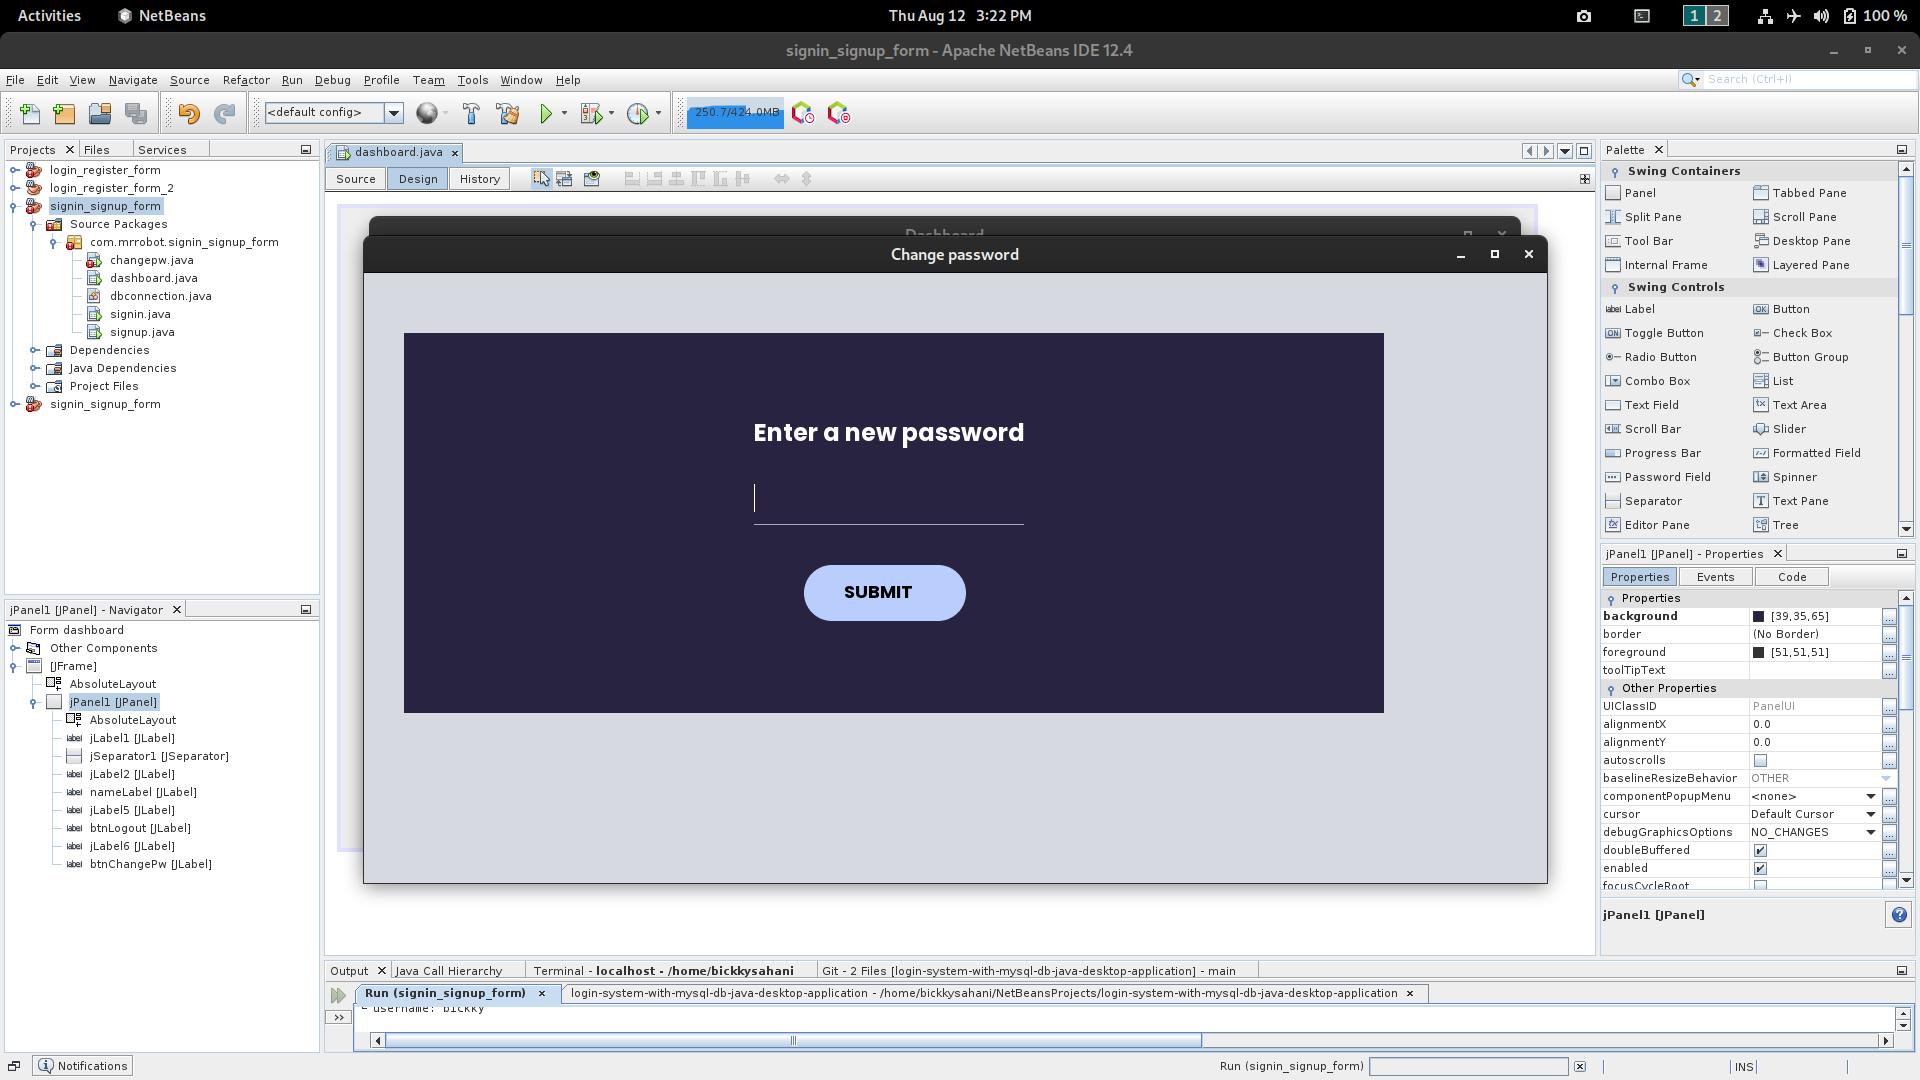 Activities NetBeans Thu Aug 12 3:22 PM 1 2 100 %
signin_signup_form - Apache NetBeans IDE 12.4
File Edit View Navigate Source Refactor Run Debug Profile Team Tools Window Help Search (Ctrl+I)
<default config> 250.7/424.0MB
Projects Files Services
login_register_form
login_register_form_2
signin_signup_form
Source Packages
com.mrrobot.signin_signup_form
changepw.java
dashboard.java
dbconnection.java
signin.java
signup.java
Dependencies
Java Dependencies
Project Files
signin_signup_form
jPanel1 [JPanel] - Navigator
Form dashboard
Other Components
[JFrame]
AbsoluteLayout
jPanel1 [JPanel]
AbsoluteLayout
jLabel1 [JLabel]
jSeparator1 [JSeparator]
jLabel2 [JLabel]
nameLabel [JLabel]
jLabel5 [JLabel]
btnLogout [JLabel]
jLabel6 [JLabel]
btnChangePw [JLabel]
dashboard.java
Source Design History
Dashboard
Change password
Enter a new password
SUBMIT
Palette
Swing Containers
Panel Tabbed Pane
Split Pane Scroll Pane
Tool Bar Desktop Pane
Internal Frame Layered Pane
Swing Controls
Label Button
Toggle Button Check Box
Radio Button Button Group
Combo Box List
Text Field Text Area
Scroll Bar Slider
Progress Bar Formatted Field
Password Field Spinner
Separator Text Pane
Editor Pane Tree
jPanel1 [JPanel] - Properties
Properties Events Code
Properties
background [39,35,65]
border (No Border)
foreground [51,51,51]
toolTipText
Other Properties
UIClassID PanelUI
alignmentX 0.0
alignmentY 0.0
autoscrolls
baselineResizeBehavior OTHER
componentPopupMenu <none>
cursor Default Cursor
debugGraphicsOptions NO_CHANGES
doubleBuffered
enabled
focusCycleRoot
jPanel1 [JPanel]
Output Java Call Hierarchy Terminal - localhost - /home/bickkysahani Git - 2 Files [login-system-with-mysql-db-java-desktop-application] - main
Run (signin_signup_form) login-system-with-mysql-db-java-desktop-application - /home/bickkysahani/NetBeansProjects/login-system-with-mysql-db-java-desktop-application
username: bickky
Notifications Run (signin_signup_form) INS